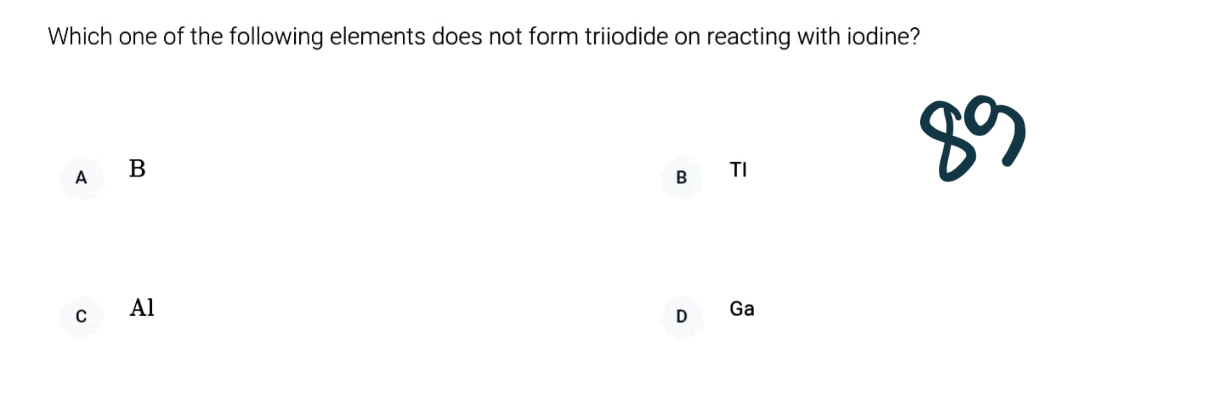 Which one of the following elements does not form triiodide on reacting with iodine?
89
A B
B Tl
C Al
D Ga